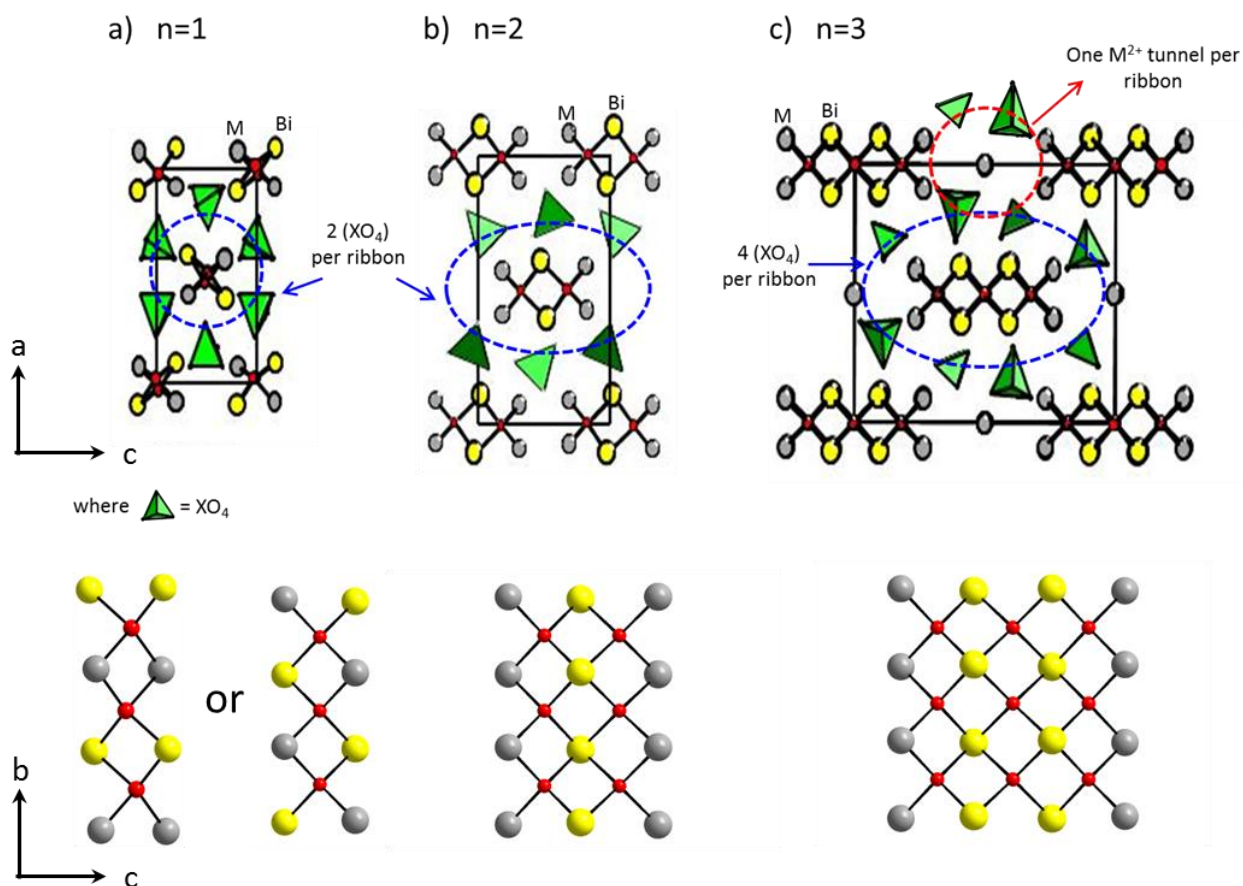 a) n=1
b) n=2
c) n=3
One M²⁺ tunnel per
ribbon
M Bi
M Bi
M Bi
2 (XO₄)
per ribbon
4 (XO₄)
per ribbon
a
c
where = XO₄
or
b
c